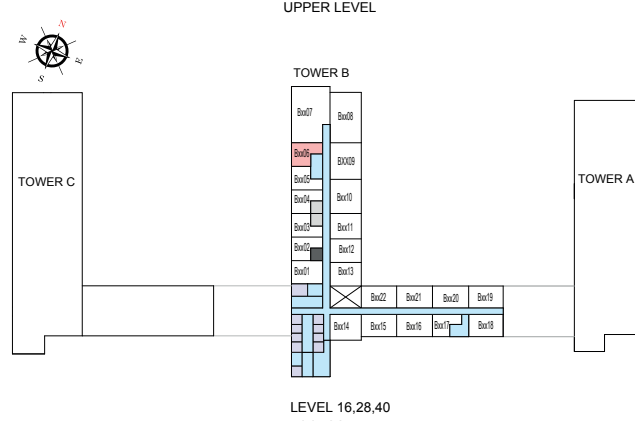 UPPER LEVEL
N
W
E
S
TOWER B
Bxx07
Bxx08
Bxx06
BXX09
Bxx05
TOWER C
TOWER A
Bxx04
Bxx10
Bxx03
Bxx11
Bxx02
Bxx12
Bxx01
Bxx13
Bxx22
Bxx21
Bxx20
Bxx19
Bxx14
Bxx15
Bxx16
Bxx17
Bxx18
LEVEL 16,28,40